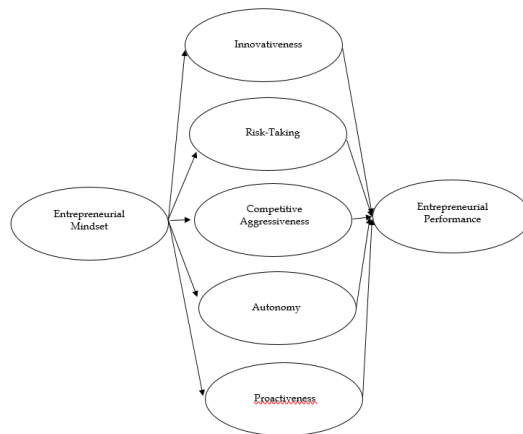 Innovativeness
Risk-Taking
Entrepreneurial
Mindset
Competitive
Aggressiveness
Entrepreneurial
Performance
Autonomy
Proactiveness